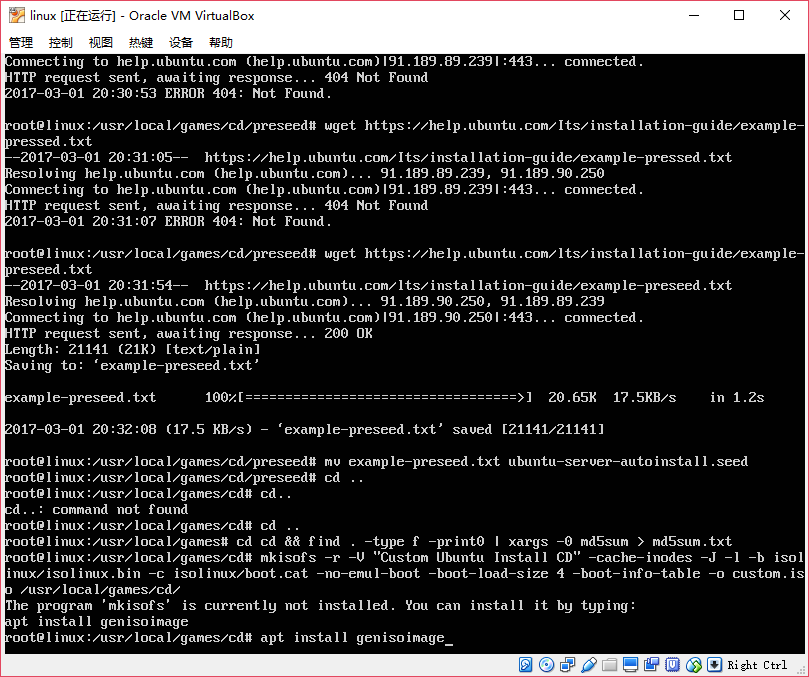 linux [正在运行] - Oracle VM VirtualBox
管理 控制 视图 热键 设备 帮助
Connecting to help.ubuntu.com (help.ubuntu.com)|91.189.89.239|:443... connected.
HTTP request sent, awaiting response... 404 Not Found
2017-03-01 20:30:53 ERROR 404: Not Found.
root@linux:/usr/local/games/cd/preseed# wget https://help.ubuntu.com/Its/installation-guide/example-
pressed.txt
--2017-03-01 20:31:05--  https://help.ubuntu.com/Its/installation-guide/example-pressed.txt
Resolving help.ubuntu.com (help.ubuntu.com)... 91.189.89.239, 91.189.90.250
Connecting to help.ubuntu.com (help.ubuntu.com)|91.189.89.239|:443... connected.
HTTP request sent, awaiting response... 404 Not Found
2017-03-01 20:31:07 ERROR 404: Not Found.
root@linux:/usr/local/games/cd/preseed# wget https://help.ubuntu.com/lts/installation-guide/example-
preseed.txt
--2017-03-01 20:31:54--  https://help.ubuntu.com/lts/installation-guide/example-preseed.txt
Resolving help.ubuntu.com (help.ubuntu.com)... 91.189.90.250, 91.189.89.239
Connecting to help.ubuntu.com (help.ubuntu.com)|91.189.90.250|:443... connected.
HTTP request sent, awaiting response... 200 OK
Length: 21141 (21K) [text/plain]
Saving to: ‘example-preseed.txt’
example-preseed.txt      100%[==================================>]  20.65K  17.5KB/s    in 1.2s
2017-03-01 20:32:08 (17.5 KB/s) - ‘example-preseed.txt’ saved [21141/21141]
root@linux:/usr/local/games/cd/preseed# mv example-preseed.txt ubuntu-server-autoinstall.seed
root@linux:/usr/local/games/cd/preseed# cd ..
root@linux:/usr/local/games/cd# cd..
cd..: command not found
root@linux:/usr/local/games/cd# cd ..
root@linux:/usr/local/games# cd cd && find . -type f -print0 | xargs -0 md5sum > md5sum.txt
root@linux:/usr/local/games/cd# mkisofs -r -V "Custom Ubuntu Install CD" -cache-inodes -J -l -b isol
inux/isolinux.bin -c isolinux/boot.cat -no-emul-boot -boot-load-size 4 -boot-info-table -o custom.is
o /usr/local/games/cd/
The program 'mkisofs' is currently not installed. You can install it by typing:
apt install genisoimage
root@linux:/usr/local/games/cd# apt install genisoimage_
Right Ctrl